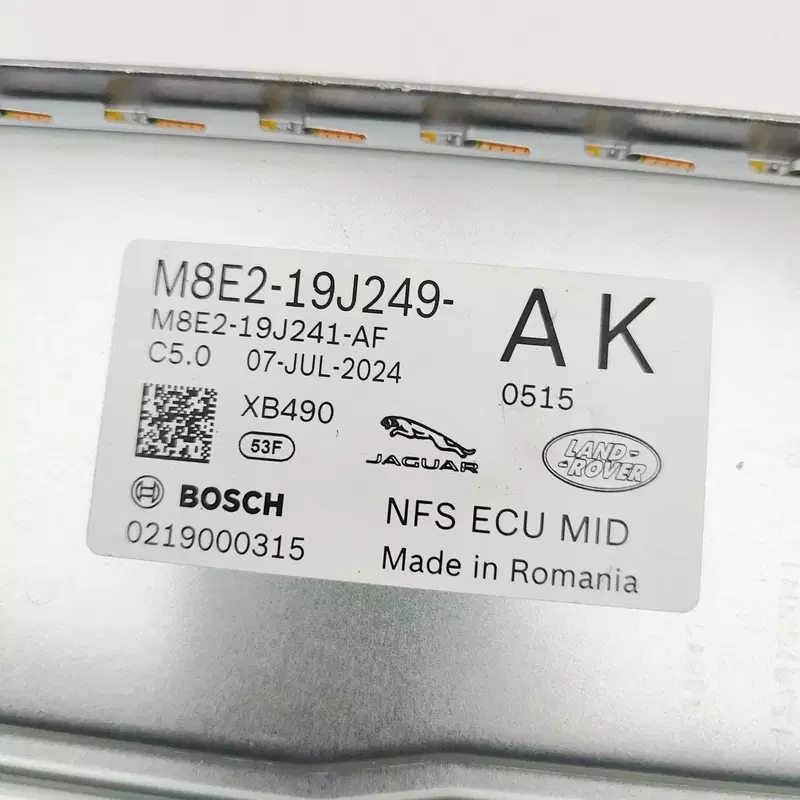 M8E2-19J249-
AK
M8E2-19J241-AF
C5.0 07-JUL-2024
0515
XB490
53F
JAGUAR
LAND-
-ROVER
BOSCH
NFS ECU MID
0219000315
Made in Romania